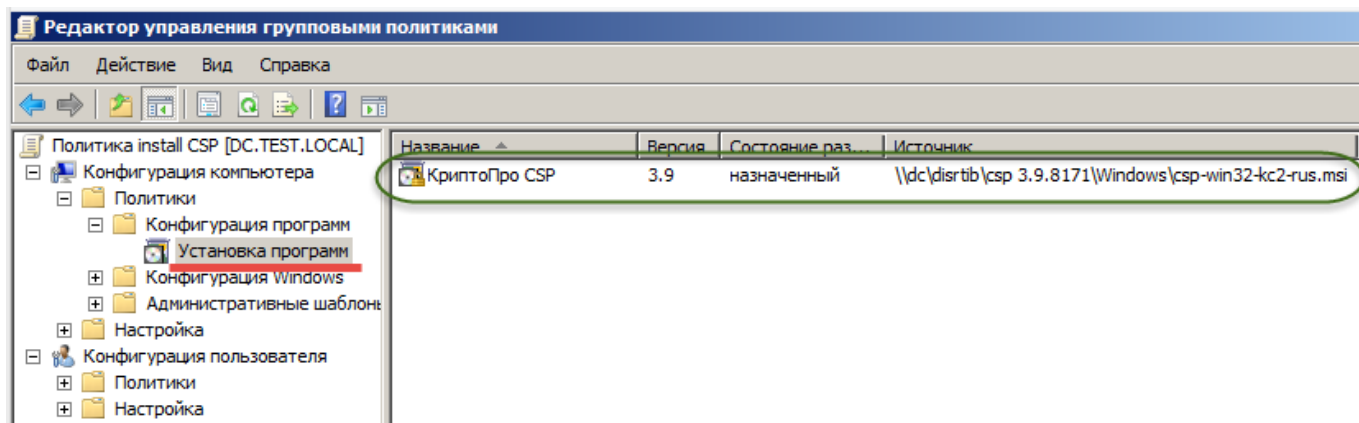 Редактор управления групповыми политиками
Файл Действие Вид Справка
Политика install CSP [DC.TEST.LOCAL]
Конфигурация компьютера
Политики
Конфигурация программ
Установка программ
Конфигурация Windows
Административные шаблоны
Настройка
Конфигурация пользователя
Политики
Настройка
Название Версия Состояние раз... Источник
КриптоПро CSP 3.9 назначенный \\dc\disrtib\csp 3.9.8171\Windows\csp-win32-kc2-rus.msi